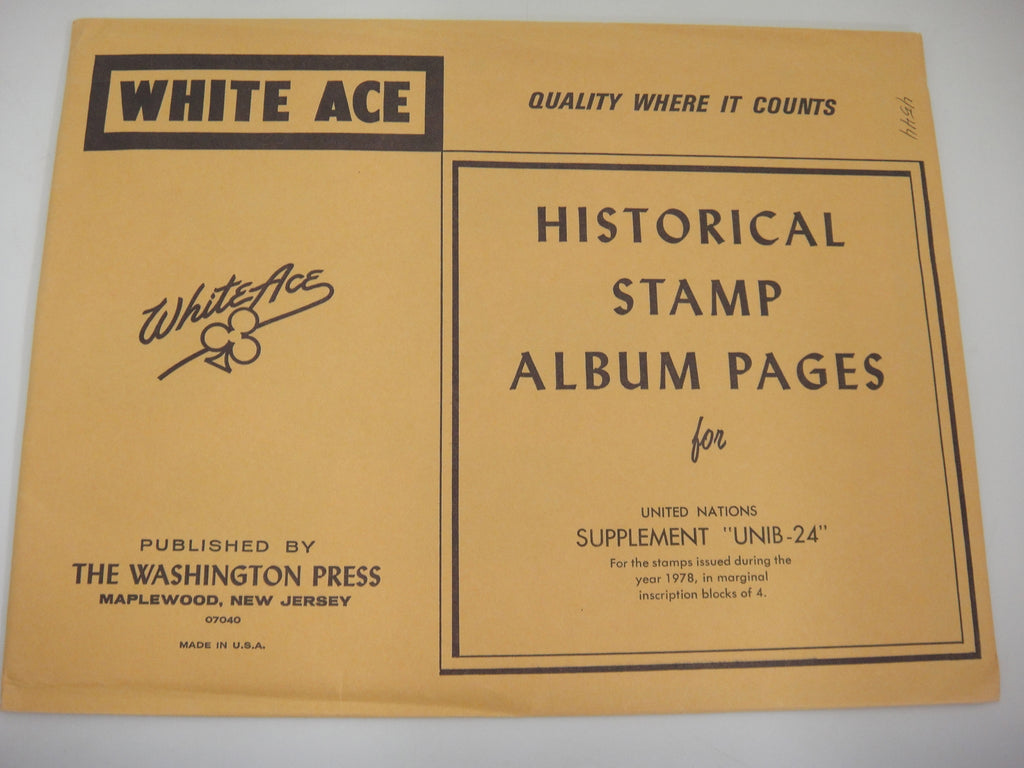 WHITE ACE
QUALITY WHERE IT COUNTS
4544
White Ace
HISTORICAL
STAMP
ALBUM PAGES
for
UNITED NATIONS
SUPPLEMENT "UNIB-24"
For the stamps issued during the
year 1978, in marginal
inscription blocks of 4.
PUBLISHED BY
THE WASHINGTON PRESS
MAPLEWOOD, NEW JERSEY
07040
MADE IN U.S.A.